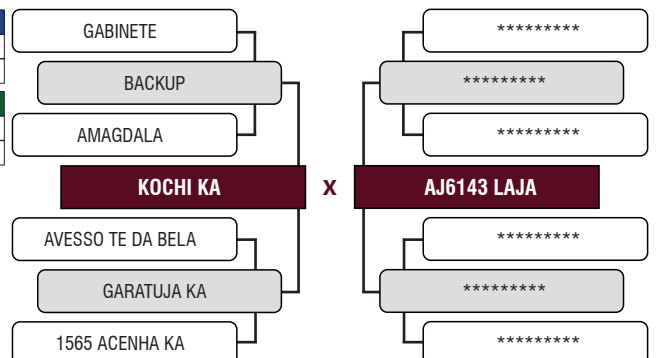 GABINETE
*********
BACKUP
*********
AMAGDALA
*********
KOCHI KA X AJ6143 LAJA
AVESSO TE DA BELA
*********
GARATUJA KA
*********
1565 ACENHA KA
*********